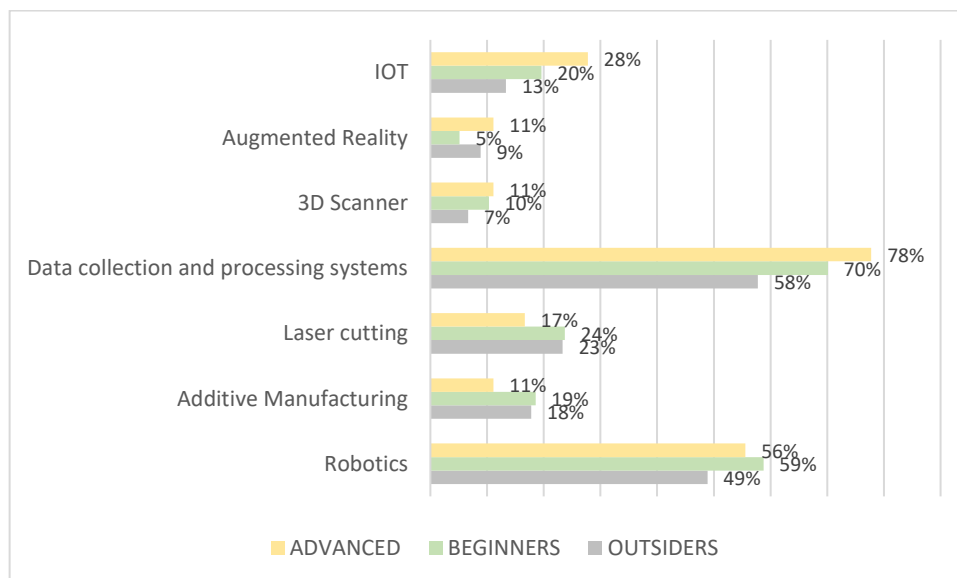 IOT
28%
20%
13%
Augmented Reality
11%
5%
9%
3D Scanner
11%
10%
7%
Data collection and processing systems
78%
70%
58%
Laser cutting
17%
24%
23%
Additive Manufacturing
11%
19%
18%
Robotics
56%
59%
49%
ADVANCED BEGINNERS OUTSIDERS